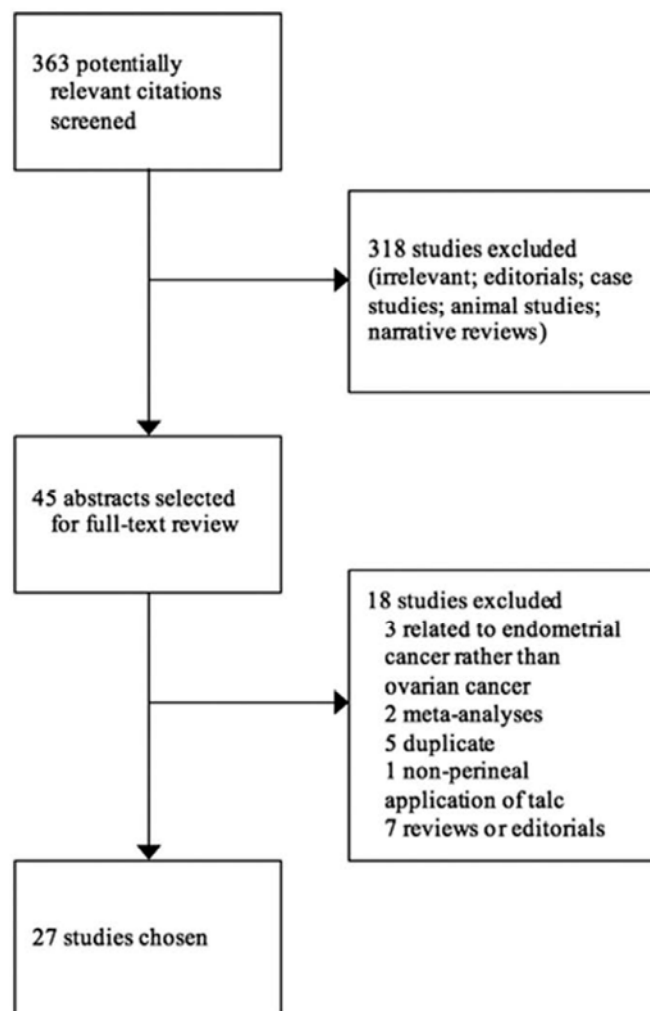 363 potentially
relevant citations
screened
318 studies excluded
(irrelevant; editorials; case
studies; animal studies;
narrative reviews)
45 abstracts selected
for full-text review
18 studies excluded
3 related to endometrial
cancer rather than
ovarian cancer
2 meta-analyses
5 duplicate
1 non-perineal
application of talc
7 reviews or editorials
27 studies chosen